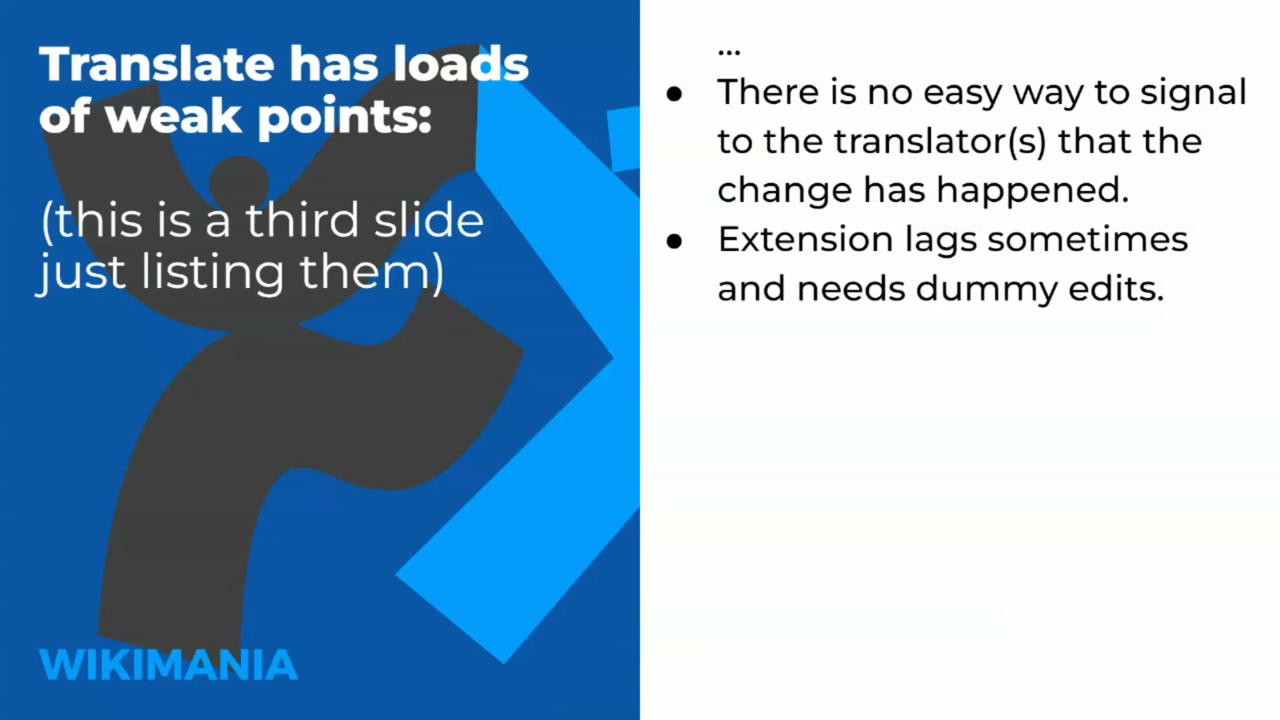 Translate has loads
of weak points:
(this is a third slide
just listing them)
WIKIMANIA
...
● There is no easy way to signal
to the translator(s) that the
change has happened.
● Extension lags sometimes
and needs dummy edits.